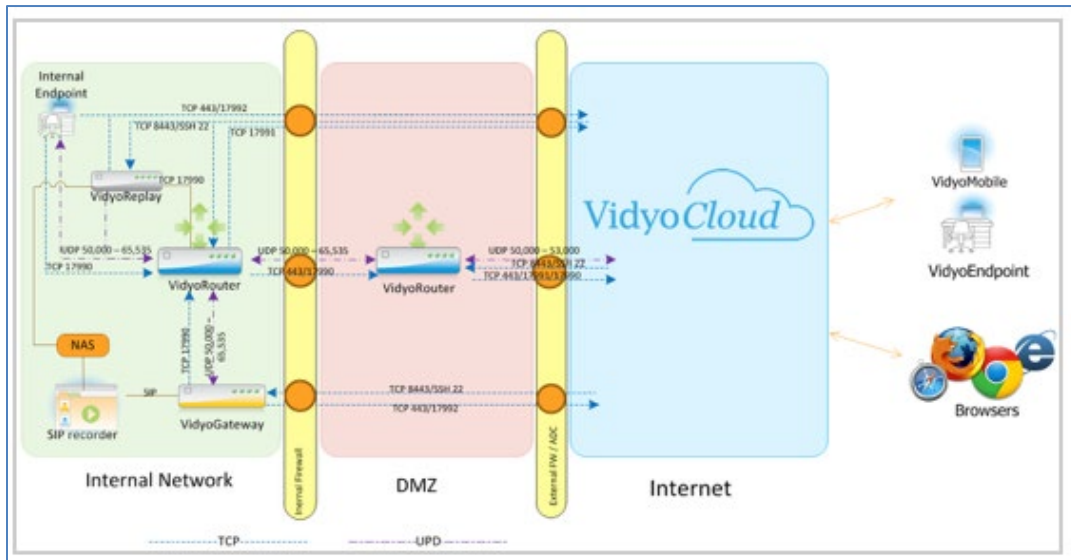 Internal
Endpoint
TCP 443/17992
TCP 8443/SSH 22
TCP 17991
TCP 17990
VidyoReplay
UDP 50,000 – 65,535
TCP 17990
VidyoRouter
UDP 50,000 – 65,535
TCP 443/17990
VidyoRouter
UDP 50,000 – 53,000
TCP 8443/SSH 22
TCP 443/17991/17990
VidyoCloud
VidyoMobile
VidyoEndpoint
Browsers
TCP 17990
UDP 50,000 –
65,535
NAS
SIP
SIP recorder
VidyoGateway
TCP 8443/SSH 22
TCP 443/17992
Inernal Firewall
External FW / ADC
Internal Network
DMZ
Internet
TCP
UPD